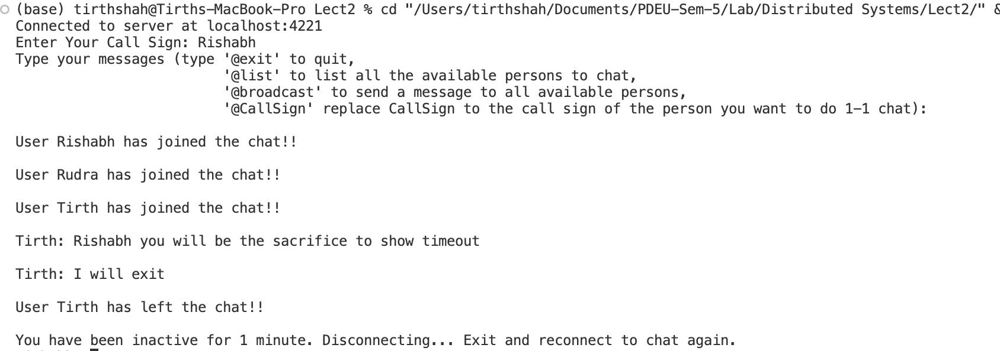 (base) tirthshah@Tirths-MacBook-Pro Lect2 % cd "/Users/tirthshah/Documents/PDEU-Sem-5/Lab/Distributed Systems/Lect2/" &
Connected to server at localhost:4221
Enter Your Call Sign: Rishabh
Type your messages (type '@exit' to quit,
'@list' to list all the available persons to chat,
'@broadcast' to send a message to all available persons,
'@CallSign' replace CallSign to the call sign of the person you want to do 1-1 chat):
User Rishabh has joined the chat!!
User Rudra has joined the chat!!
User Tirth has joined the chat!!
Tirth: Rishabh you will be the sacrifice to show timeout
Tirth: I will exit
User Tirth has left the chat!!
You have been inactive for 1 minute. Disconnecting... Exit and reconnect to chat again.